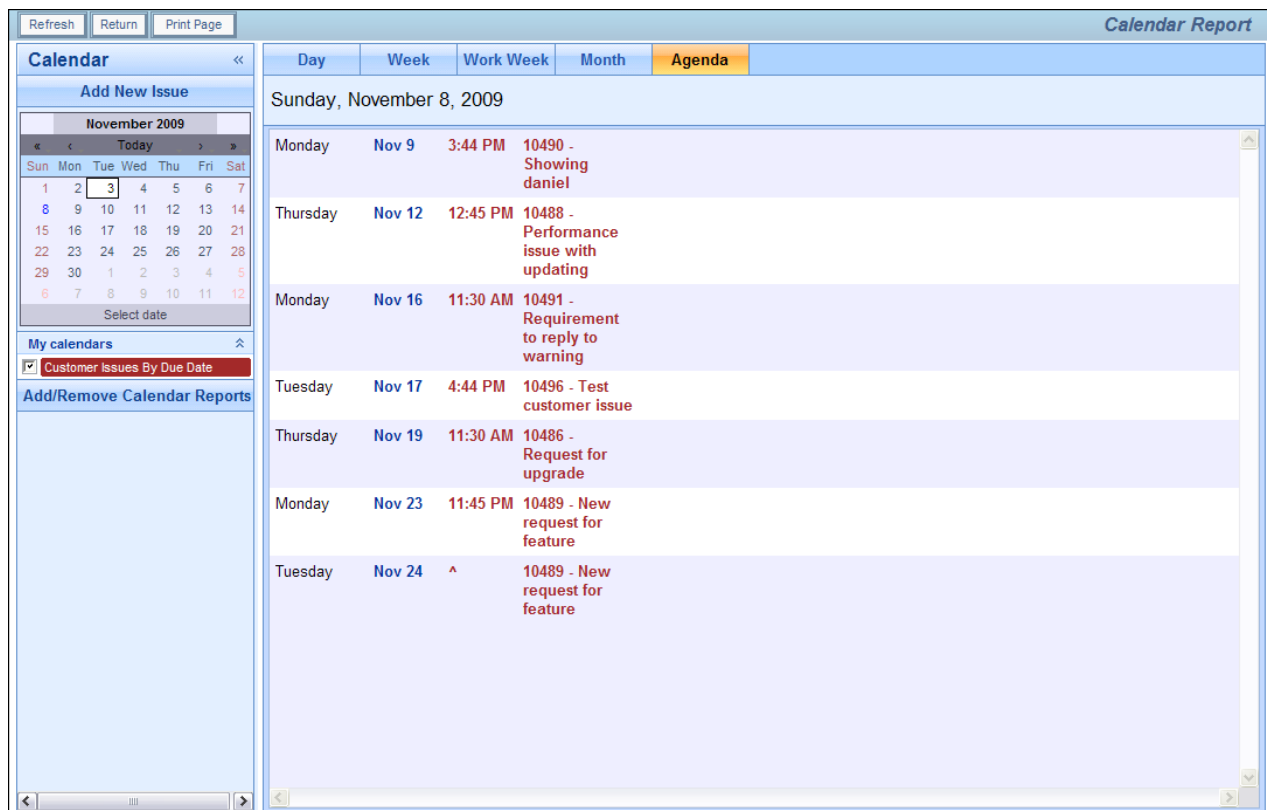 Refresh Return Print Page Calendar Report
Calendar «
Add New Issue
November 2009
« ‹ Today › »
Sun Mon Tue Wed Thu Fri Sat
1 2 3 4 5 6 7
8 9 10 11 12 13 14
15 16 17 18 19 20 21
22 23 24 25 26 27 28
29 30 1 2 3 4 5
6 7 8 9 10 11 12
Select date
My calendars
Customer Issues By Due Date
Add/Remove Calendar Reports
Day Week Work Week Month Agenda
Sunday, November 8, 2009
Monday Nov 9 3:44 PM 10490 -
Showing
daniel
Thursday Nov 12 12:45 PM 10488 -
Performance
issue with
updating
Monday Nov 16 11:30 AM 10491 -
Requirement
to reply to
warning
Tuesday Nov 17 4:44 PM 10496 - Test
customer issue
Thursday Nov 19 11:30 AM 10486 -
Request for
upgrade
Monday Nov 23 11:45 PM 10489 - New
request for
feature
Tuesday Nov 24 ^ 10489 - New
request for
feature